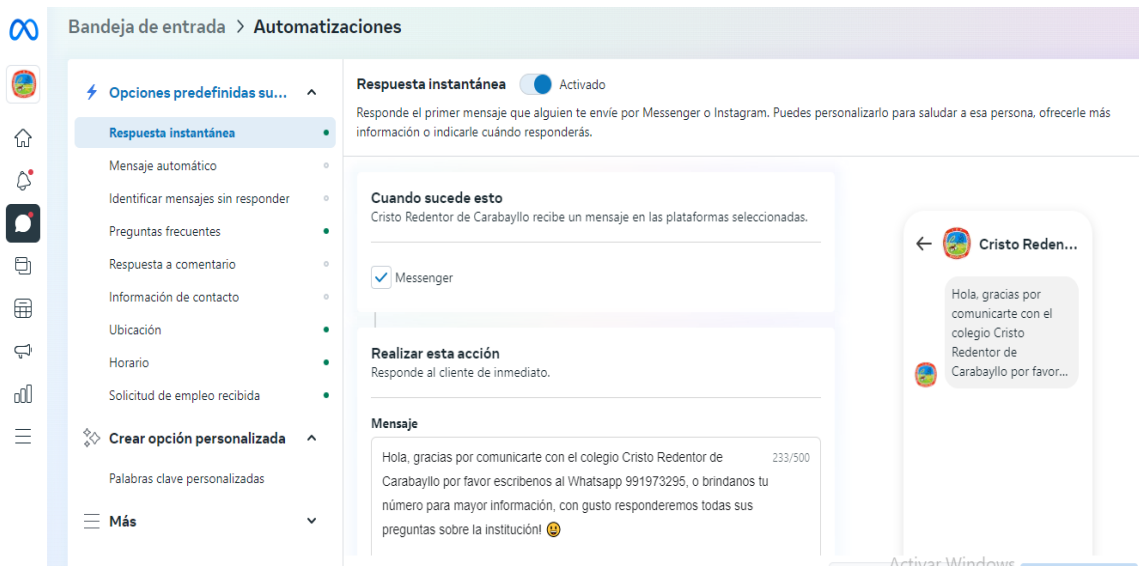 Bandeja de entrada > Automatizaciones
Opciones predefinidas su...
Respuesta instantánea
Mensaje automático
Identificar mensajes sin responder
Preguntas frecuentes
Respuesta a comentario
Información de contacto
Ubicación
Horario
Solicitud de empleo recibida
Crear opción personalizada
Palabras clave personalizadas
Más
Respuesta instantánea Activado
Responde el primer mensaje que alguien te envíe por Messenger o Instagram. Puedes personalizarlo para saludar a esa persona, ofrecerle más
información o indicarle cuándo responderás.
Cuando sucede esto
Cristo Redentor de Carabayllo recibe un mensaje en las plataformas seleccionadas.
Messenger
Realizar esta acción
Responde al cliente de inmediato.
Mensaje
Hola, gracias por comunicarte con el colegio Cristo Redentor de
233/500
Carabayllo por favor escribenos al Whatsapp 991973295, o brindanos tu
número para mayor información, con gusto responderemos todas sus
preguntas sobre la institución! 😃
Cristo Reden...
Hola, gracias por
comunicarte con el
colegio Cristo
Redentor de
Carabayllo por favor...
Activar Windows